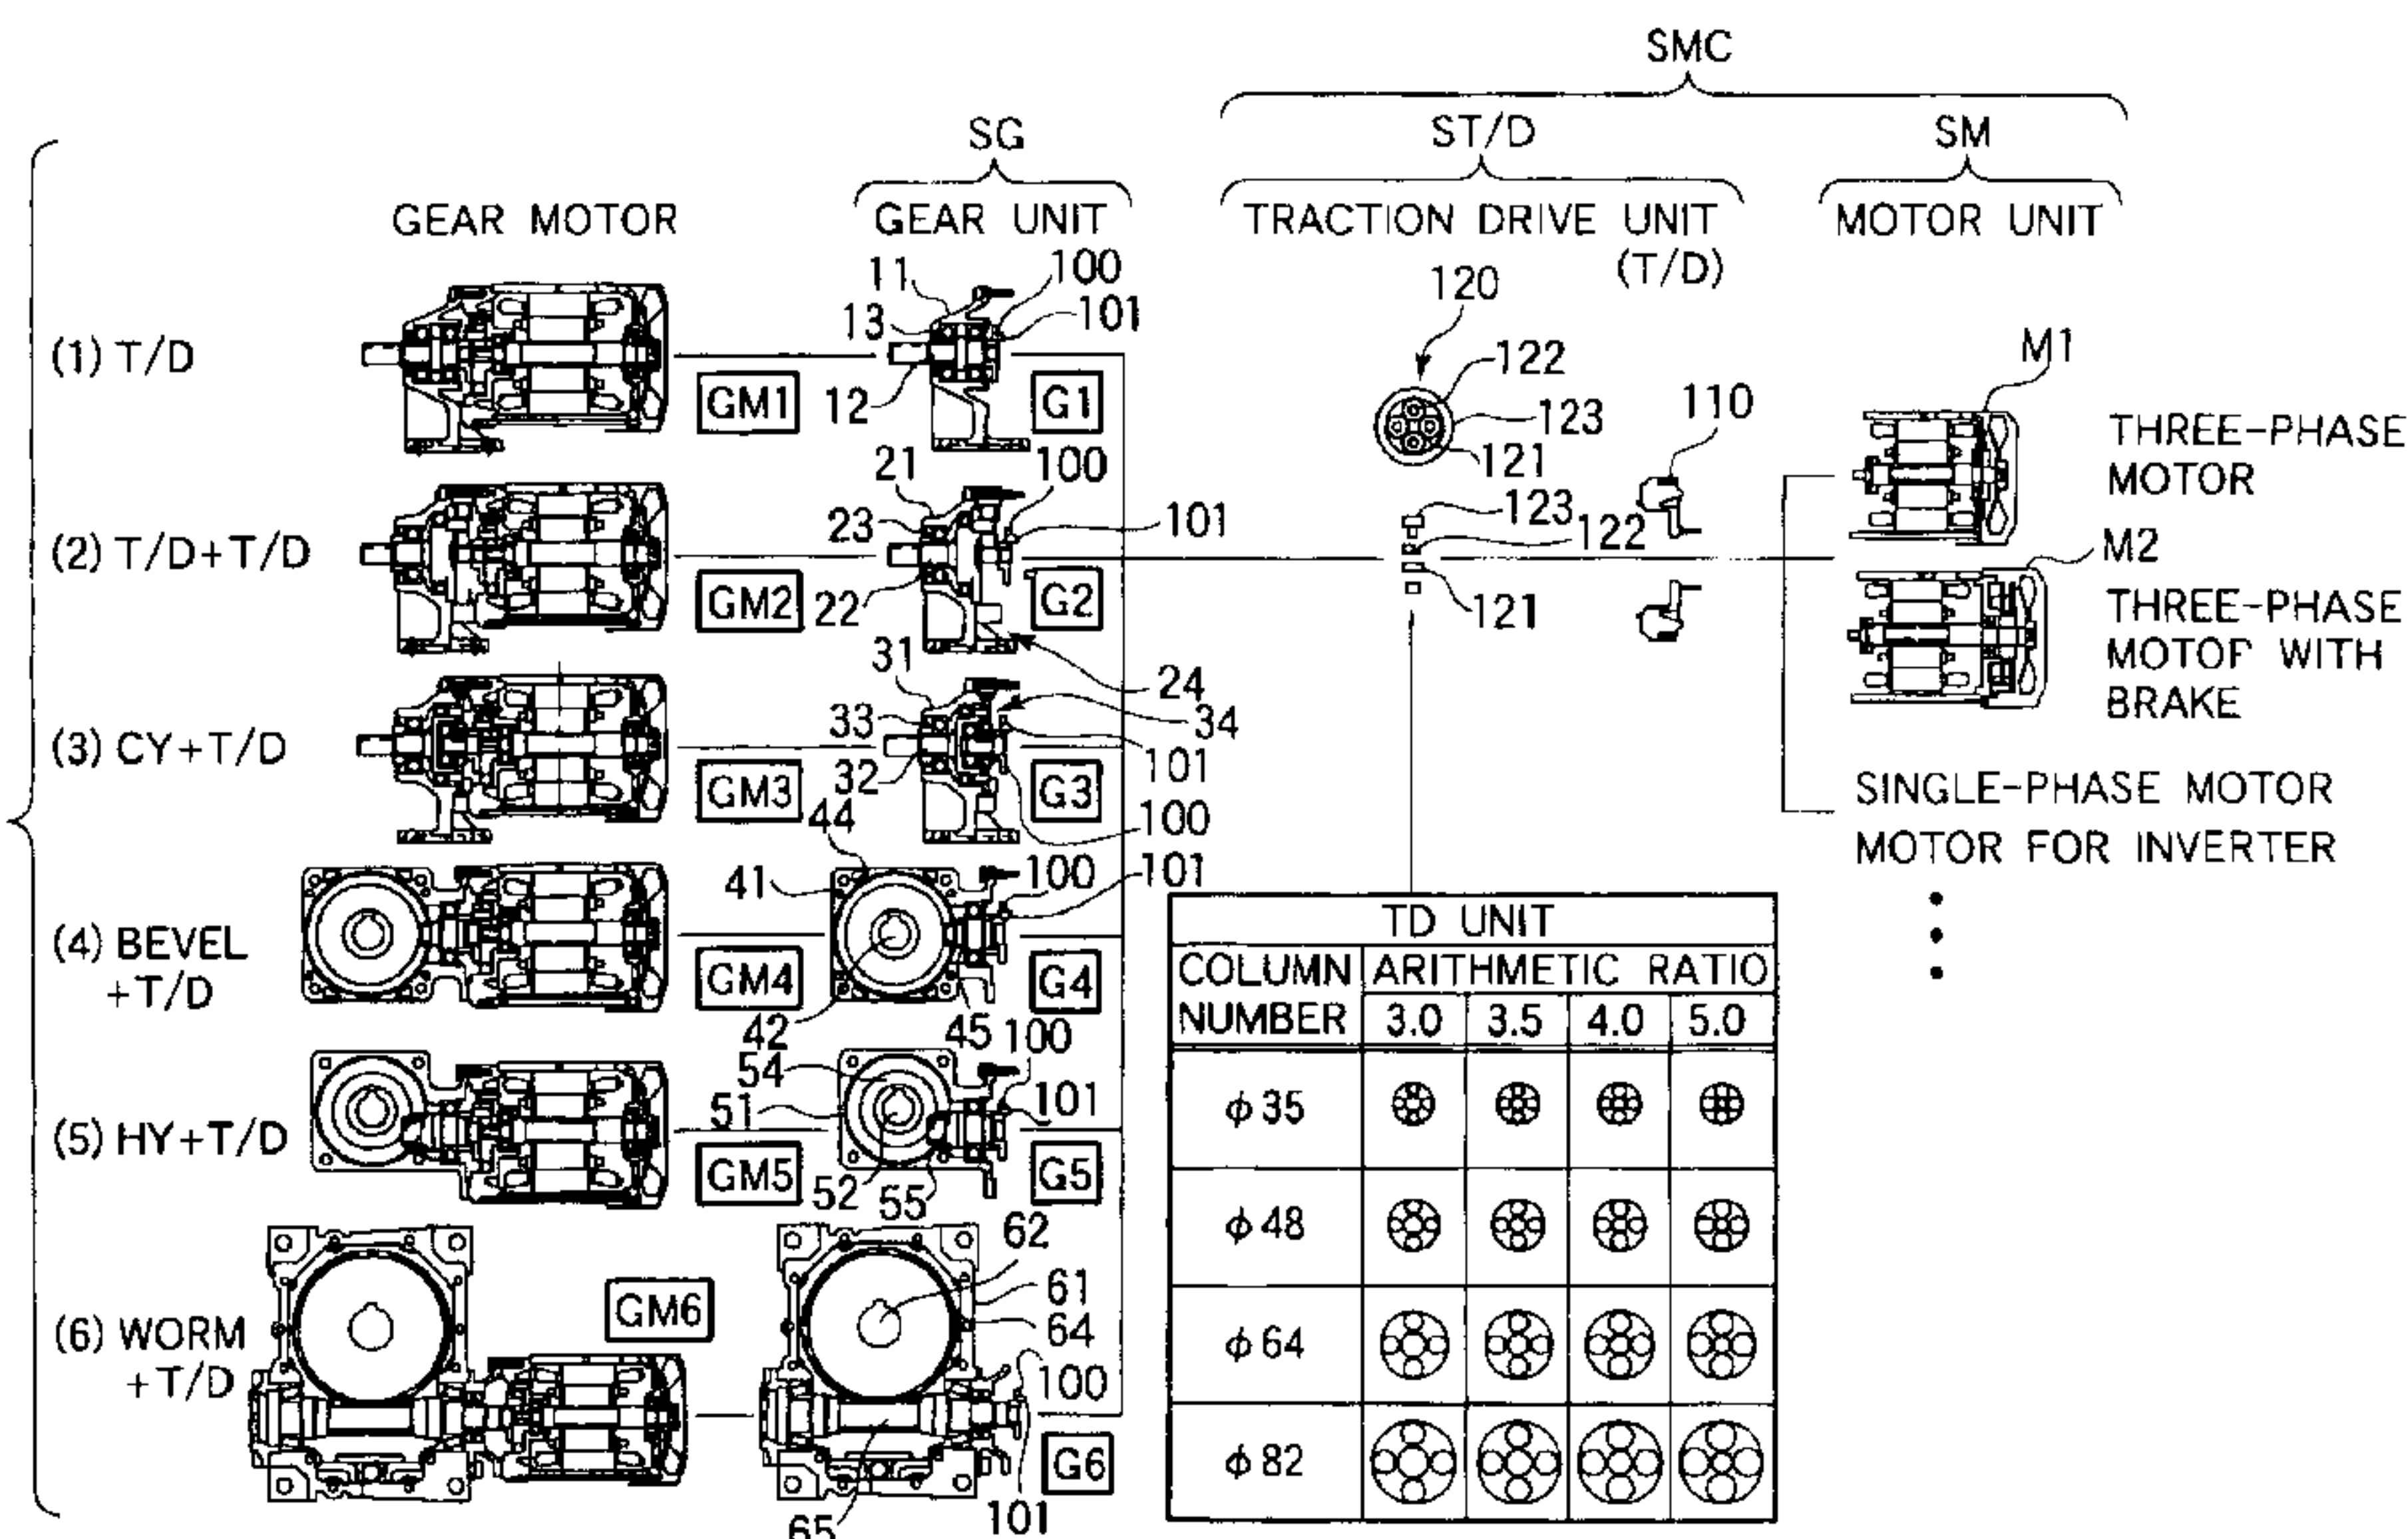 SMC
SG
ST/D
SM
GEAR MOTOR
GEAR UNIT
TRACTION DRIVE UNIT
(T/D)
MOTOR UNIT
(1) T/D
GM1
11
100
101
13
12
G1
120
122
123
121
110
M1
THREE-PHASE
MOTOR
(2) T/D+T/D
GM2
21
100
101
23
22
G2
24
123
122
121
M2
THREE-PHASE
MOTOR WITH
BRAKE
(3) CY+T/D
GM3
31
33
32
34
101
100
G3
SINGLE-PHASE MOTOR
MOTOR FOR INVERTER
(4) BEVEL
+T/D
GM4
44
41
42
45
100
101
G4
(5) HY+T/D
GM5
54
51
52
55
100
101
G5
(6) WORM
+T/D
GM6
62
61
64
100
101
65
G6
TD UNIT
COLUMN NUMBER
ARITHMETIC RATIO
3.0 3.5 4.0 5.0
φ35
φ48
φ64
φ82